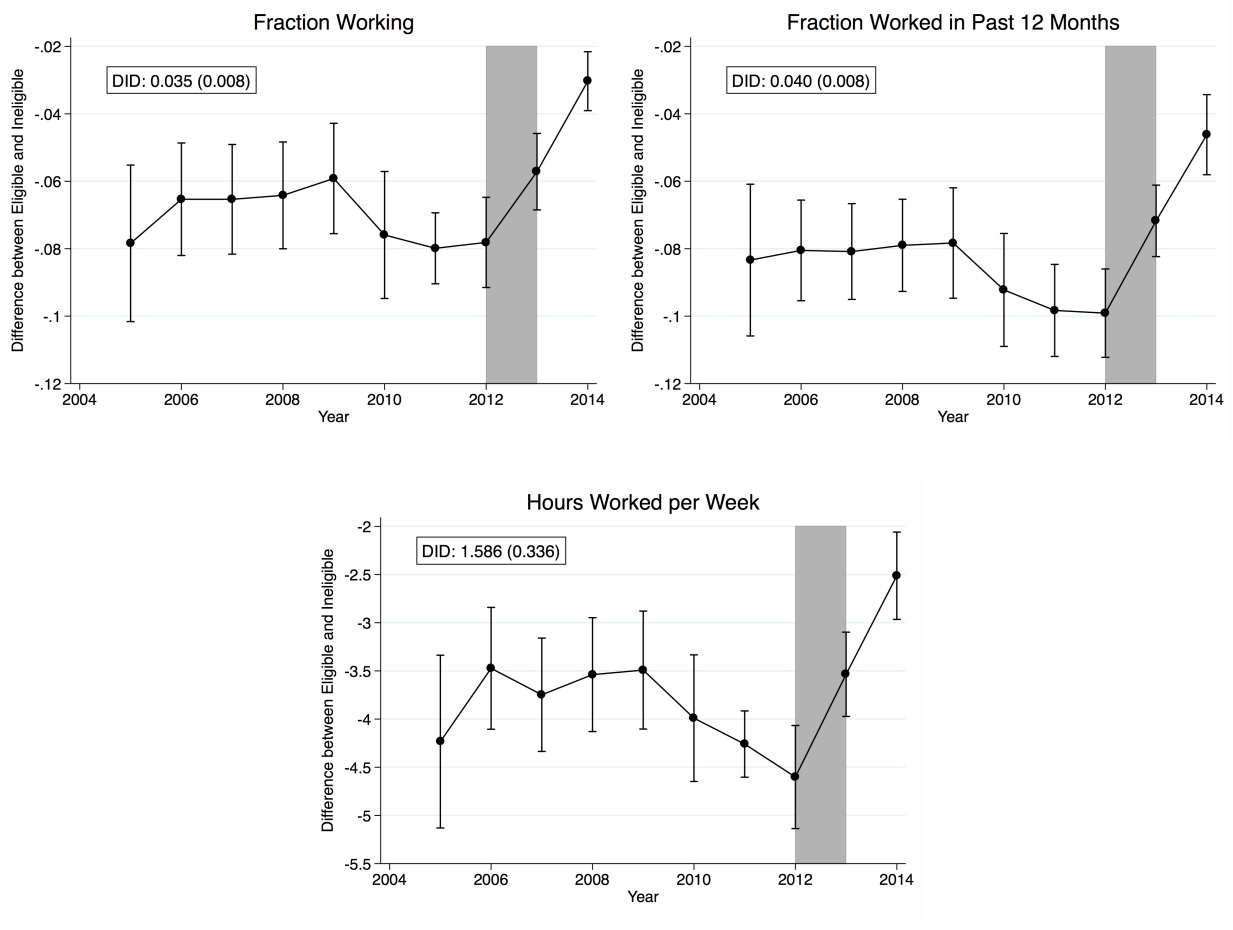 Fraction Working
Difference between Eligible and Ineligible
-.02
-.04
-.06
-.08
-.1
-.12
DID: 0.035 (0.008)
2004 2006 2008 2010 2012 2014
Year
Fraction Worked in Past 12 Months
Difference between Eligible and Ineligible
-.02
-.04
-.06
-.08
-.1
-.12
DID: 0.040 (0.008)
2004 2006 2008 2010 2012 2014
Year
Hours Worked per Week
Difference between Eligible and Ineligible
-2
-2.5
-3
-3.5
-4
-4.5
-5
-5.5
DID: 1.586 (0.336)
2004 2006 2008 2010 2012 2014
Year